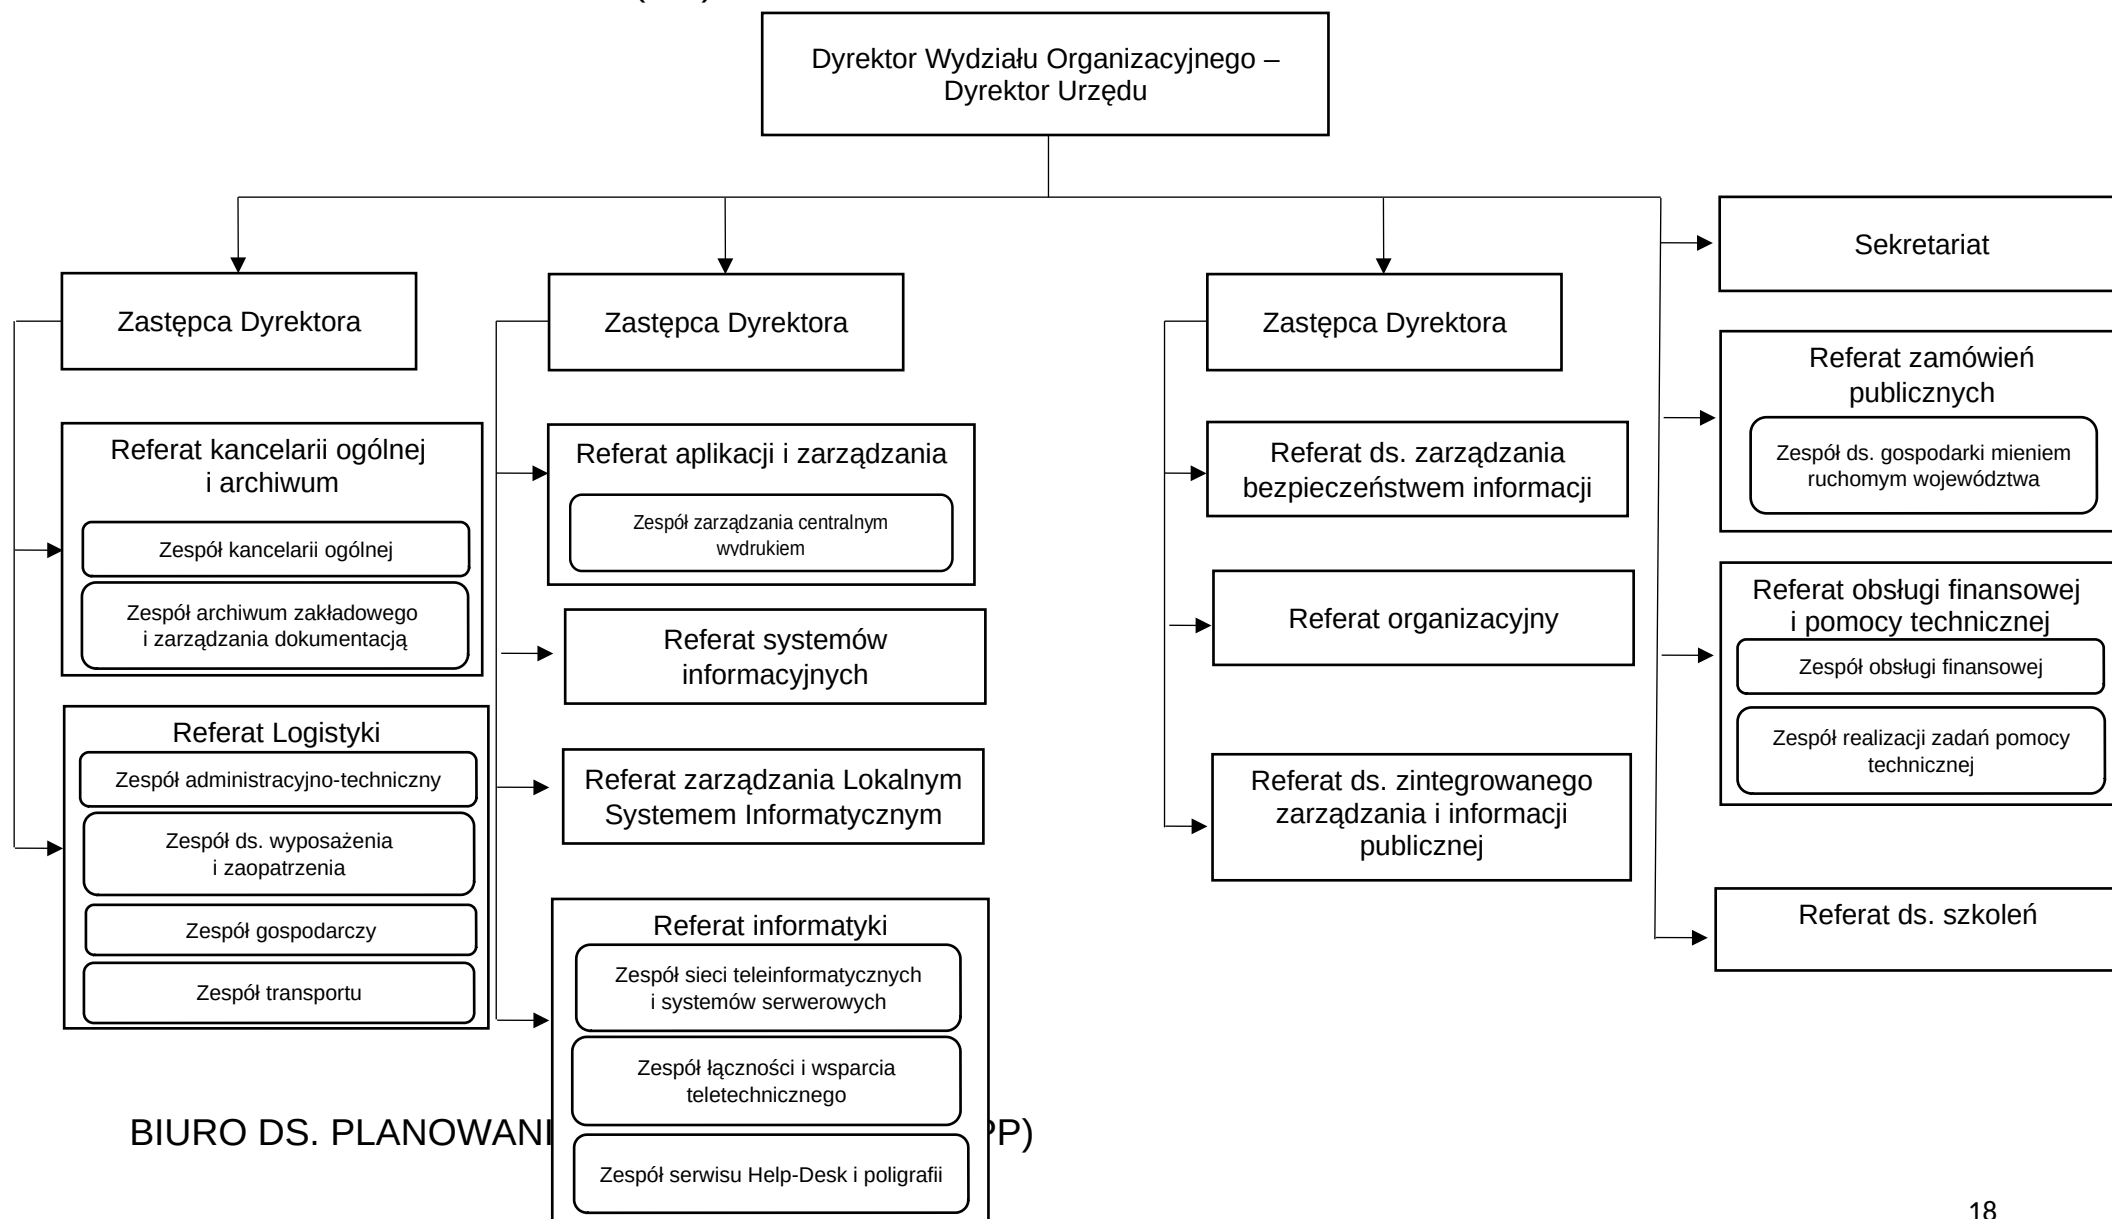 Dyrektor Wydziału Organizacyjnego –
Dyrektor Urzędu
Zastępca Dyrektora
Referat kancelarii ogólnej
i archiwum
Zespół kancelarii ogólnej
Zespół archiwum zakładowego
i zarządzania dokumentacją
Referat Logistyki
Zespół administracyjno-techniczny
Zespół ds. wyposażenia
i zaopatrzenia
Zespół gospodarczy
Zespół transportu
Zastępca Dyrektora
Referat aplikacji i zarządzania
Zespół zarządzania centralnym
wydrukiem
Referat systemów
informacyjnych
Referat zarządzania Lokalnym
Systemem Informatycznym
Referat informatyki
Zespół sieci teleinformatycznych
i systemów serwerowych
Zespół łączności i wsparcia
teletechnicznego
Zespół serwisu Help-Desk i poligrafii
Zastępca Dyrektora
Referat ds. zarządzania
bezpieczeństwem informacji
Referat organizacyjny
Referat ds. zintegrowanego
zarządzania i informacji
publicznej
Sekretariat
Referat zamówień
publicznych
Zespół ds. gospodarki mieniem
ruchomym województwa
Referat obsługi finansowej
i pomocy technicznej
Zespół obsługi finansowej
Zespół realizacji zadań pomocy
technicznej
Referat ds. szkoleń
BIURO DS. PLANOWANI PP)
18